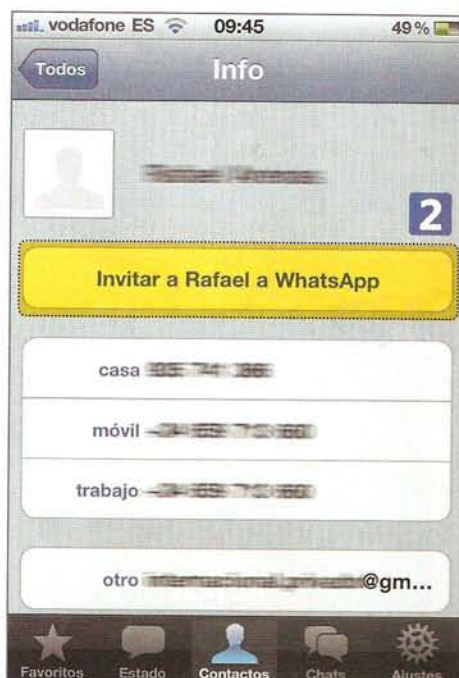 vodafone ES 09:45 49 %
Todos Info
2
Invitar a Rafael a WhatsApp
casa
móvil
trabajo
otro @gm...
Favoritos Estado Contactos Chats Ajustes